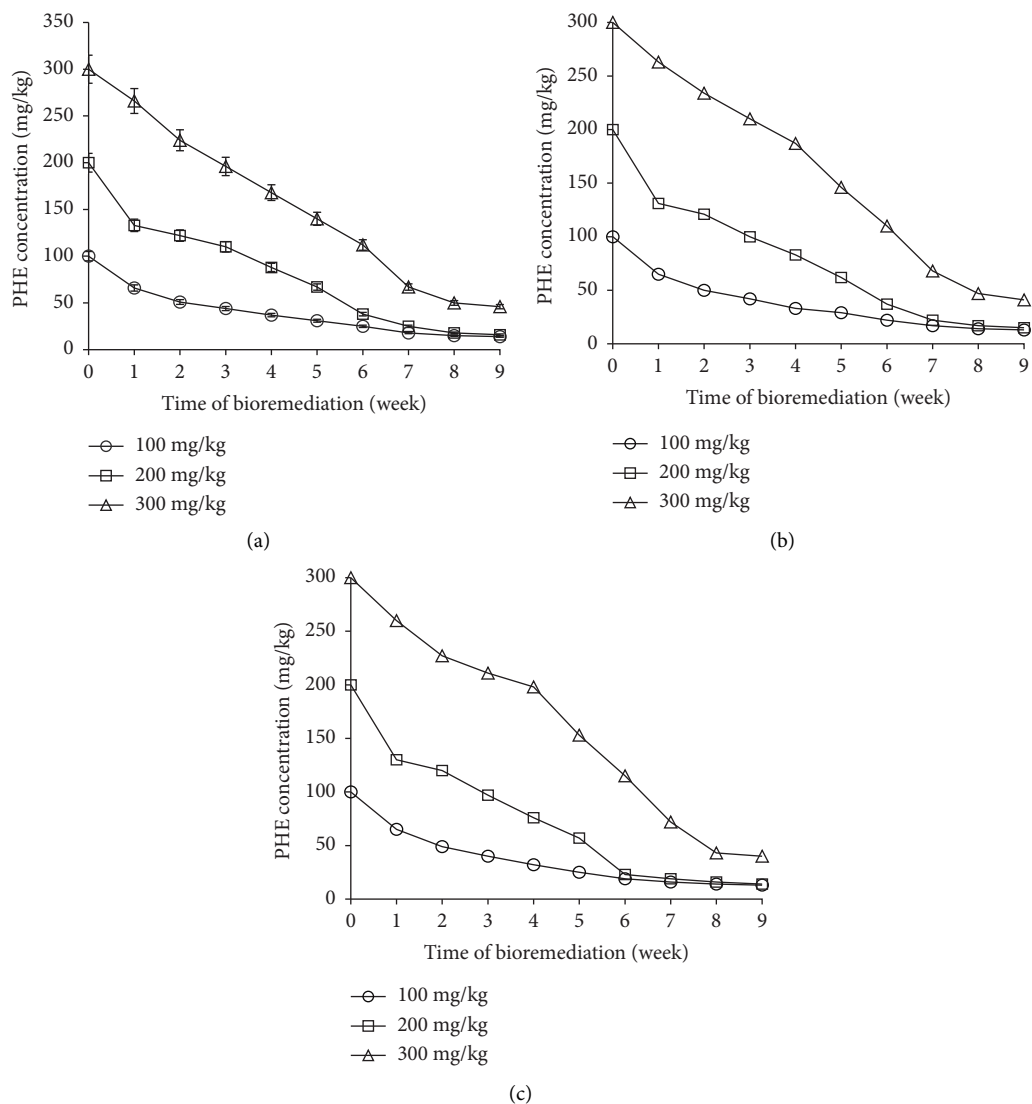 350
300
250
200
150
100
50
0
PHE concentration (mg/kg)
0 1 2 3 4 5 6 7 8 9
Time of bioremediation (week)
100 mg/kg
200 mg/kg
300 mg/kg
(a)
300
250
200
150
100
50
0
PHE concentration (mg/kg)
0 1 2 3 4 5 6 7 8 9
Time of bioremediation (week)
100 mg/kg
200 mg/kg
300 mg/kg
(b)
300
250
200
150
100
50
0
PHE concentration (mg/kg)
0 1 2 3 4 5 6 7 8 9
Time of bioremediation (week)
100 mg/kg
200 mg/kg
300 mg/kg
(c)